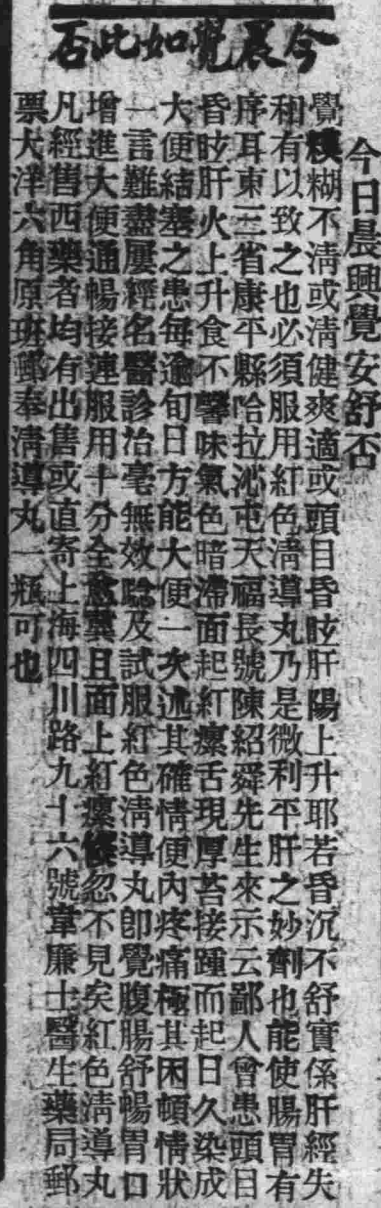 今晨覺如此否
今日晨興覺安舒否
覺糢糊不淸或淸健爽適或頭目昏眩肝陽上升耶若昏沉不舒實係肝經失
和有以致之也必須服用紅色淸導丸乃是微利平肝之妙劑也能使腸胃有
序耳東三省康平縣哈拉沁屯天福長號陳紹舜先生來示云鄙人曾患頭目
昏眩肝火上升食不馨味氣色暗滯面起紅瘰舌現厚苔接踵而起日久染成
大便結塞之患每逾旬日方能大便一次述其確情便內疼痛極其困頓情狀
一言難盡屢經名醫診治毫無效騐及試服紅色淸導丸卽覺腹腸舒暢胃口
增進大便通暢接連服用十分全愈冀且面上紅瘰倐忽不見矣紅色淸導丸
凡經售西藥者均有出售或直寄上海四川路九十六號韋廉士醫生藥局郵
票大洋六角原班郵奉淸導丸一瓶可也